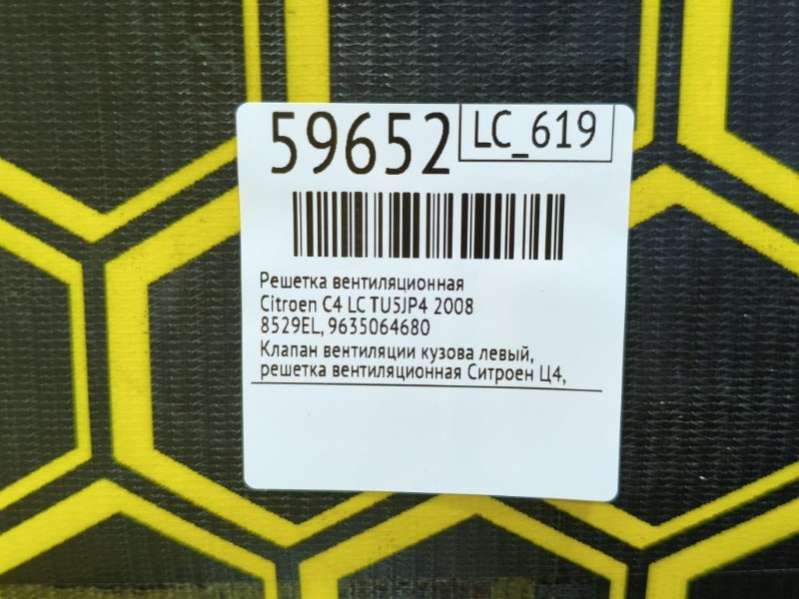 59652
LC_619
Решетка вентиляционная
Citroen C4 LC TU5JP4 2008
8529EL, 9635064680
Клапан вентиляции кузова левый,
решетка вентиляционная Ситроен Ц4,